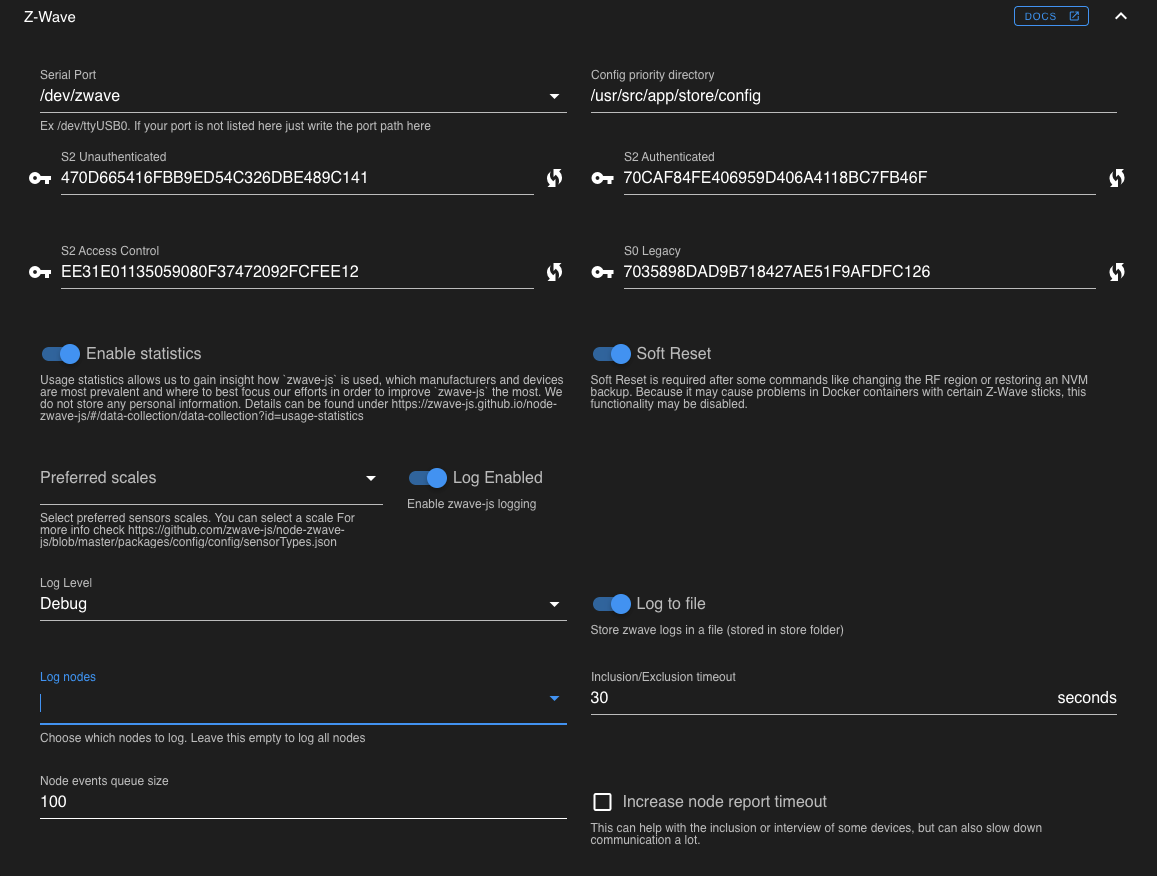 Z-Wave
DOCS
Serial Port
/dev/zwave
Ex /dev/ttyUSB0. If your port is not listed here just write the port path here
Config priority directory
/usr/src/app/store/config
S2 Unauthenticated
470D665416FBB9ED54C326DBE489C141
S2 Authenticated
70CAF84FE406959D406A4118BC7FB46F
S2 Access Control
EE31E01135059080F37472092FCFEE12
S0 Legacy
7035898DAD9B718427AE51F9AFDFC126
Enable statistics
Usage statistics allows us to gain insight how `zwave-js` is used, which manufacturers and devices
are most prevalent and where to best focus our efforts in order to improve `zwave-js` the most. We
do not store any personal information. Details can be found under https://zwave-js.github.io/node-
zwave-js/#/data-collection/data-collection?id=usage-statistics
Soft Reset
Soft Reset is required after some commands like changing the RF region or restoring an NVM
backup. Because it may cause problems in Docker containers with certain Z-Wave sticks, this
functionality may be disabled.
Preferred scales
Select preferred sensors scales. You can select a scale For
more info check https://github.com/zwave-js/node-zwave-
js/blob/master/packages/config/config/sensorTypes.json
Log Enabled
Enable zwave-js logging
Log Level
Debug
Log to file
Store zwave logs in a file (stored in store folder)
Log nodes
Choose which nodes to log. Leave this empty to log all nodes
Inclusion/Exclusion timeout
30
seconds
Node events queue size
100
Increase node report timeout
This can help with the inclusion or interview of some devices, but can also slow down
communication a lot.